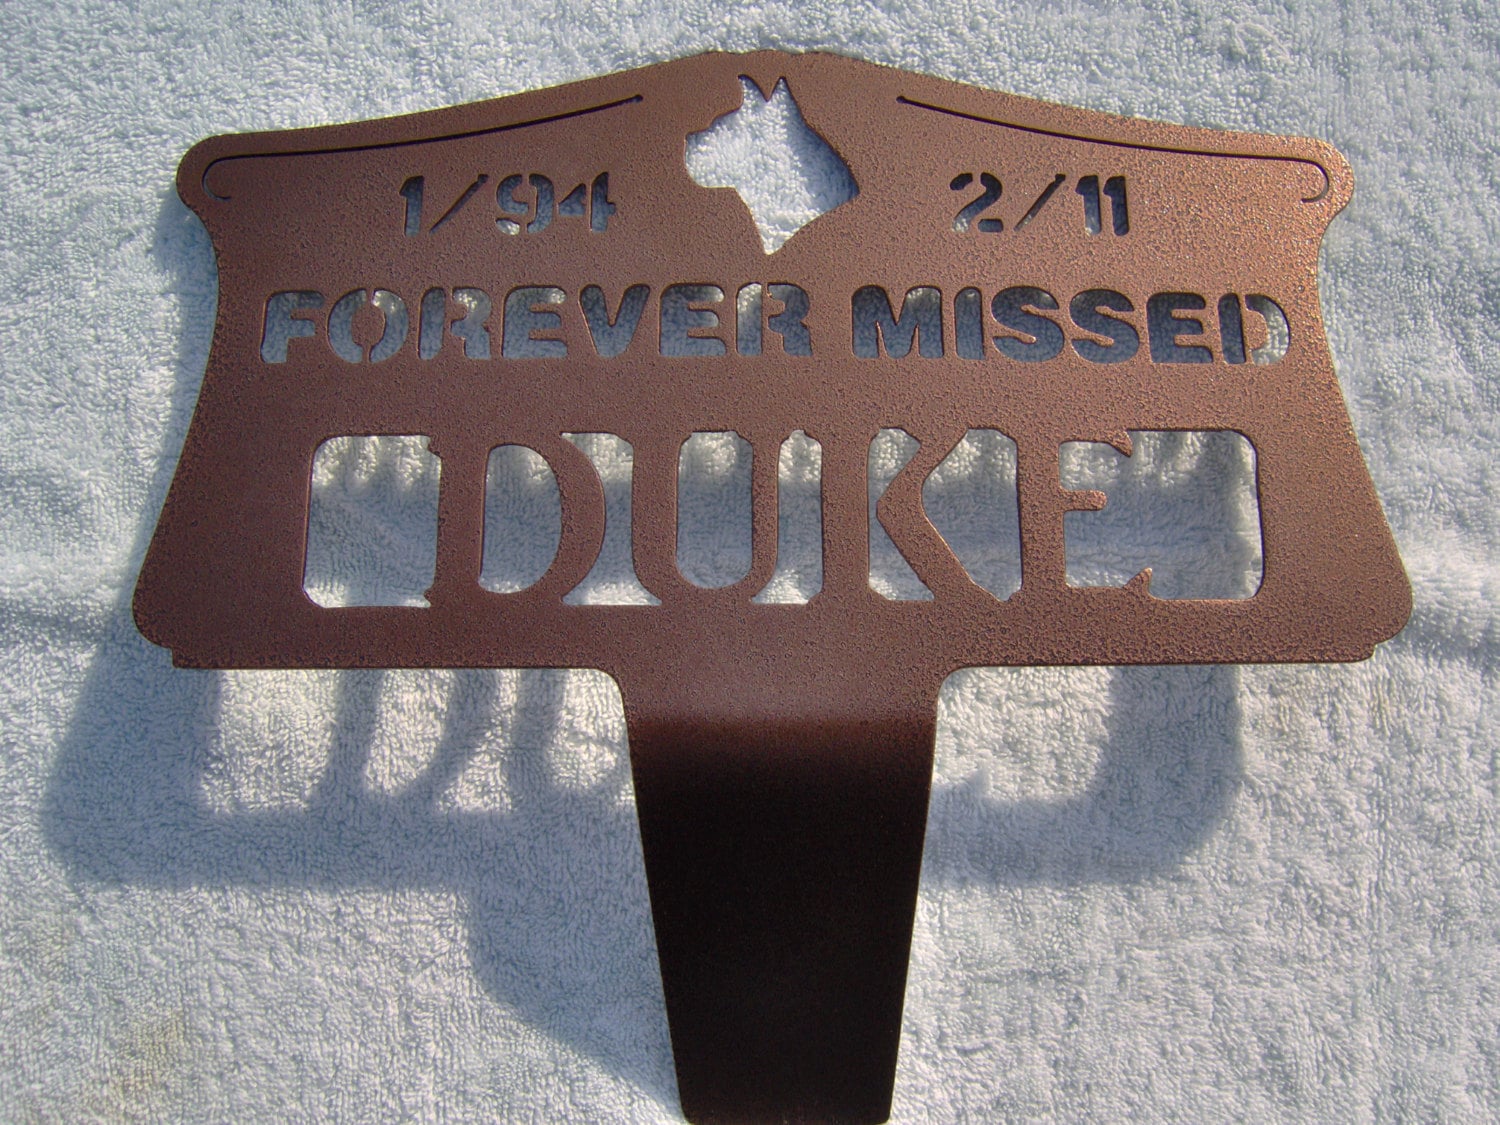 1/94 2/11
FOREVER MISSED
DUKE